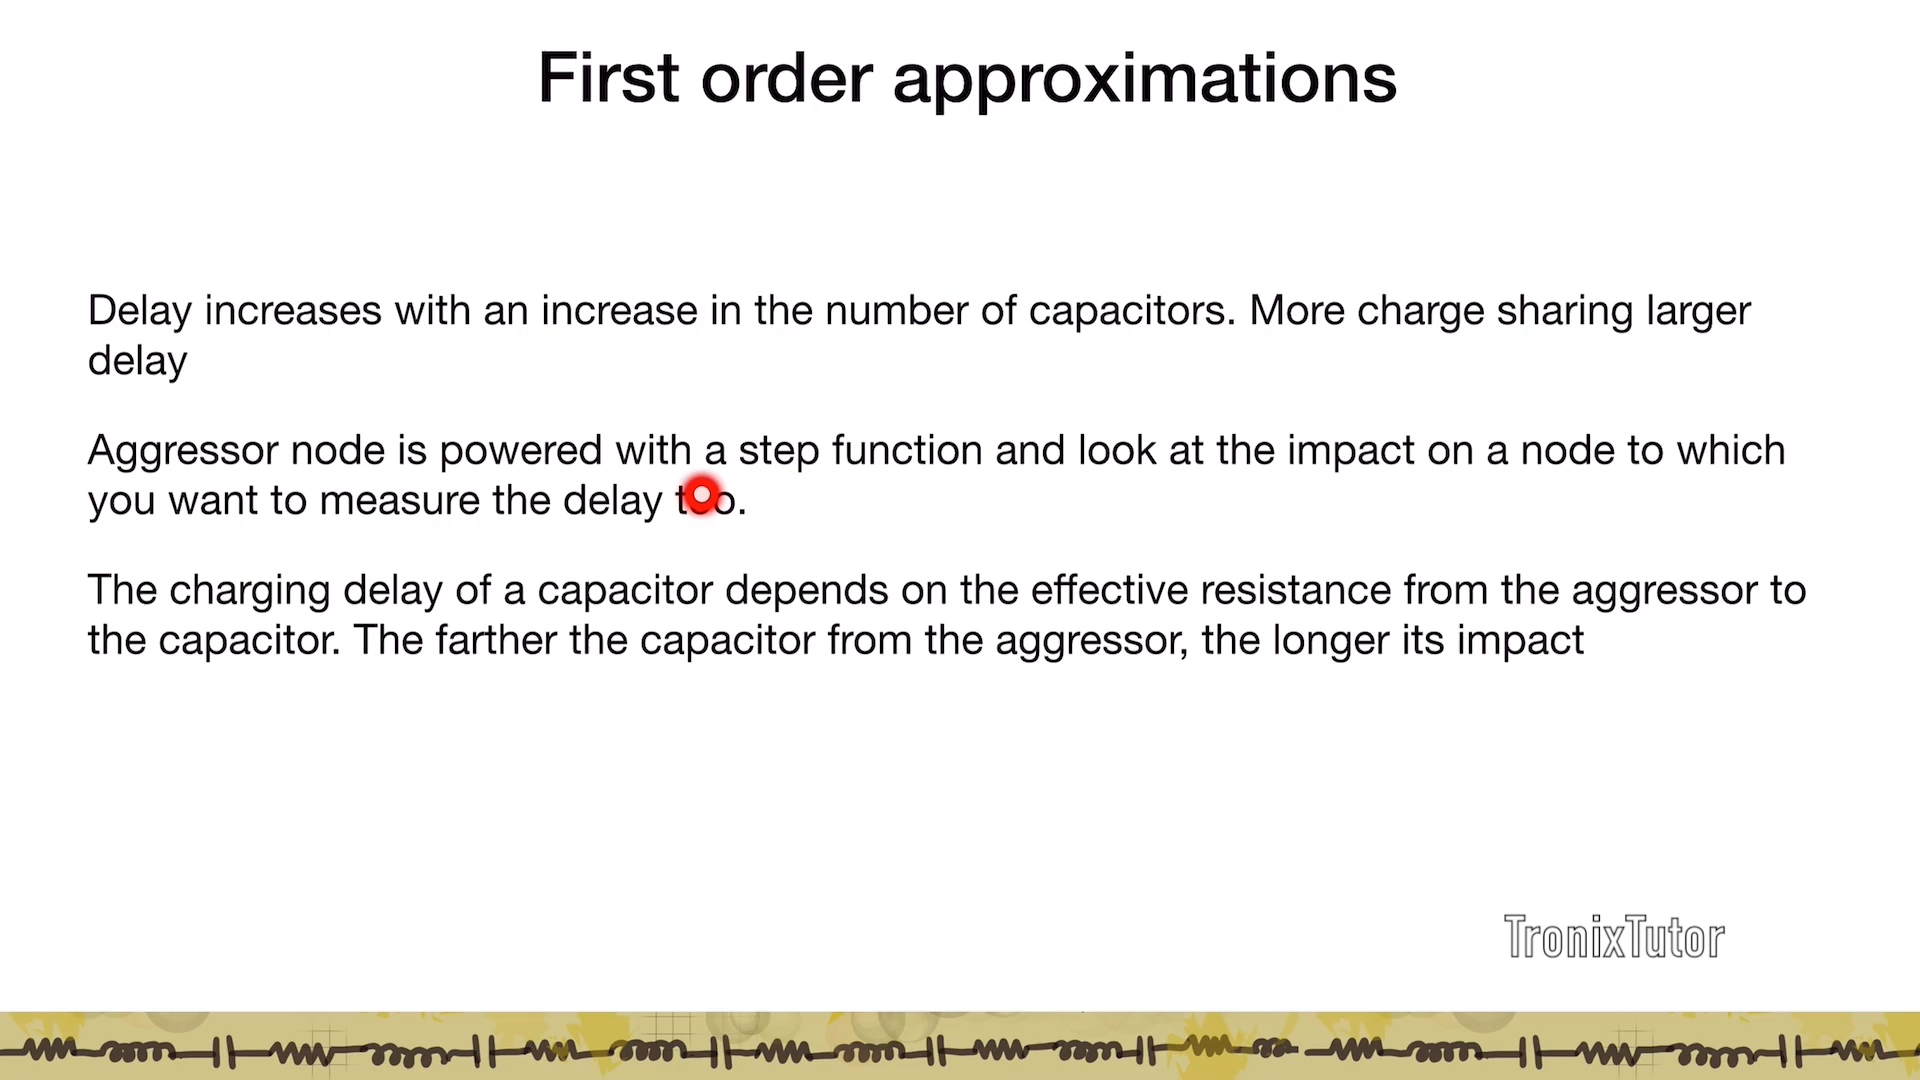 First order approximations
Delay increases with an increase in the number of capacitors. More charge sharing larger
delay
Aggressor node is powered with a step function and look at the impact on a node to which
you want to measure the delay too.
The charging delay of a capacitor depends on the effective resistance from the aggressor to
the capacitor. The farther the capacitor from the aggressor, the longer its impact
TronixTutor